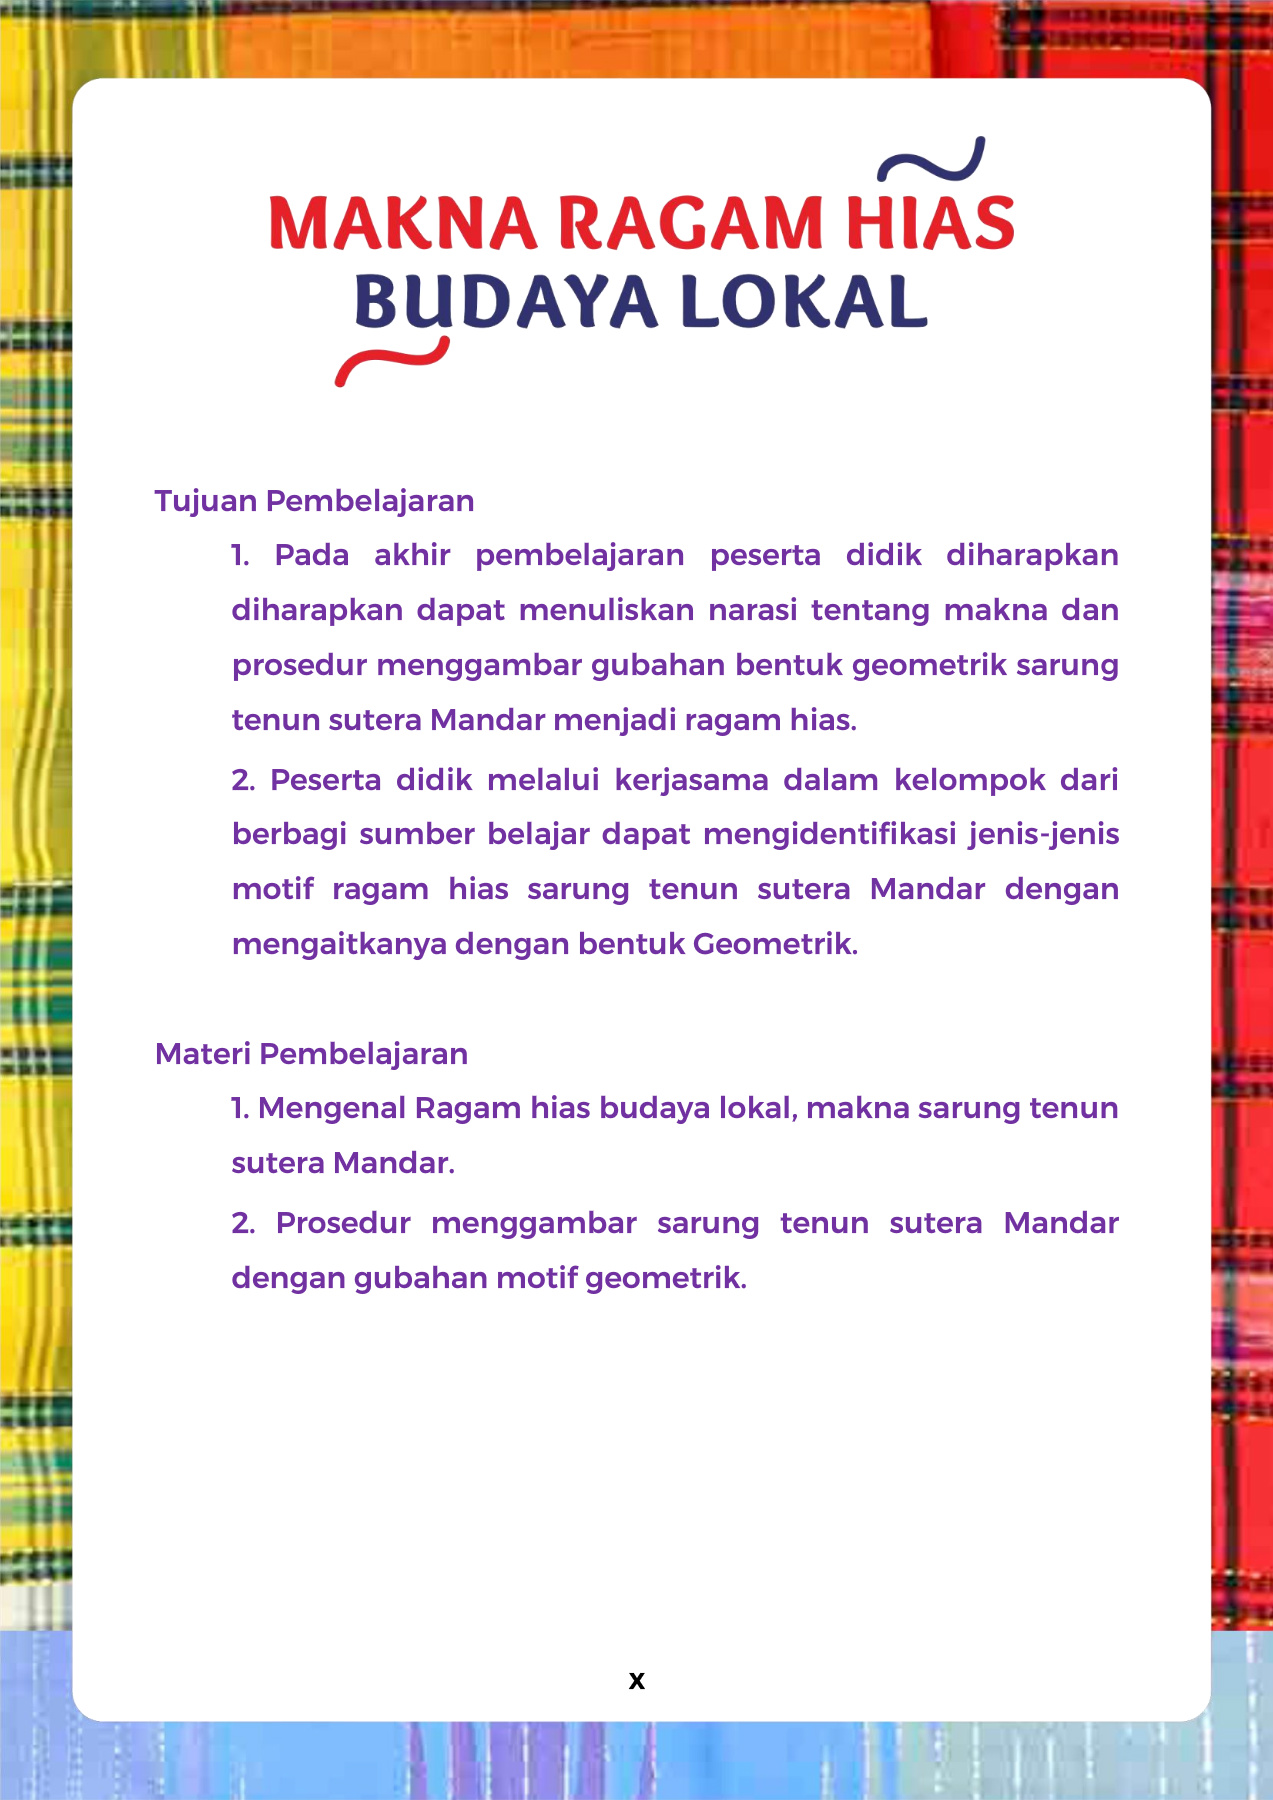 MAKNA RAGAM HIAS
BUDAYA LOKAL
Tujuan Pembelajaran
1. Pada akhir pembelajaran peserta didik diharapkan
diharapkan dapat menuliskan narasi tentang makna dan
prosedur menggambar gubahan bentuk geometrik sarung
tenun sutera Mandar menjadi ragam hias.
2. Peserta didik melalui kerjasama dalam kelompok dari
berbagi sumber belajar dapat mengidentifikasi jenis-jenis
motif ragam hias sarung tenun sutera Mandar dengan
mengaitkanya dengan bentuk Geometrik.
Materi Pembelajaran
1. Mengenal Ragam hias budaya lokal, makna sarung tenun
sutera Mandar.
2. Prosedur menggambar sarung tenun sutera Mandar
dengan gubahan motif geometrik.
x